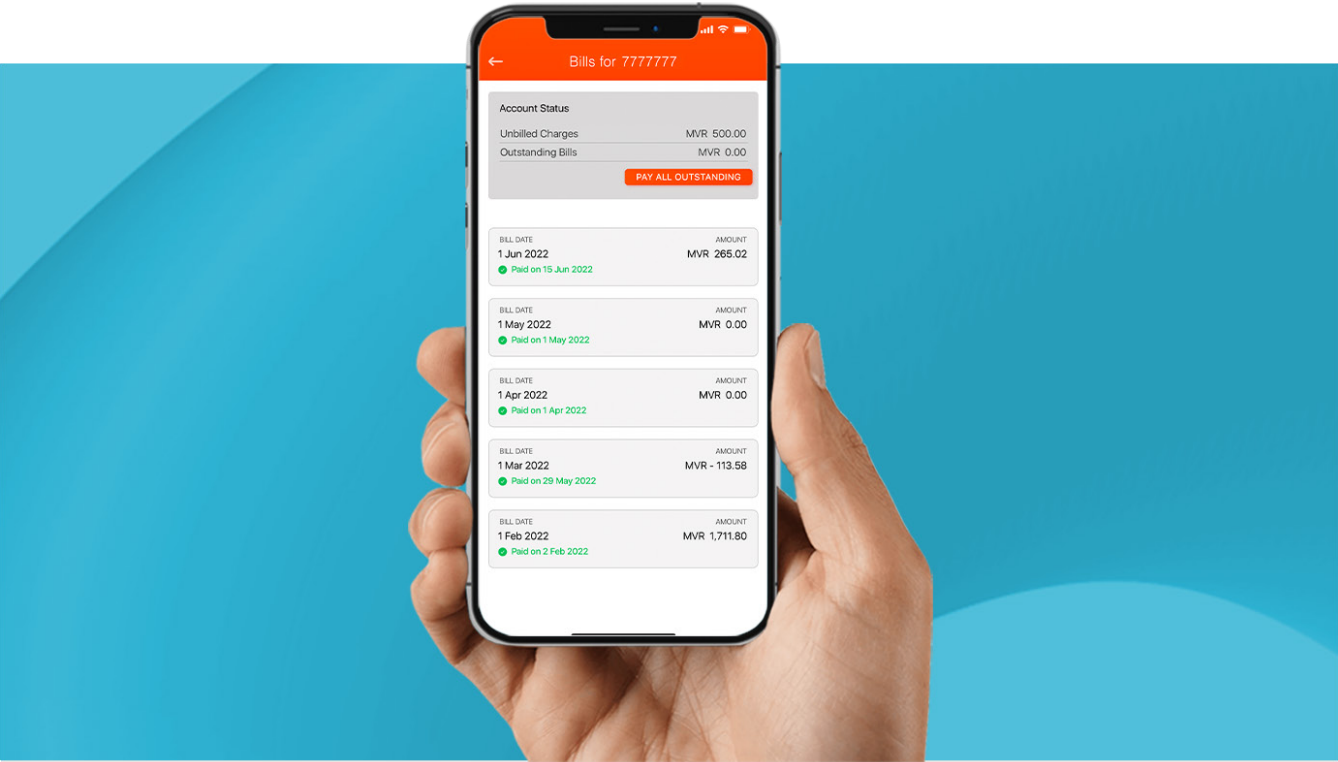 Bills for 7777777
Account Status
Unbilled Charges MVR 500.00
Outstanding Bills MVR 0.00
PAY ALL OUTSTANDING
BILL DATE AMOUNT
1 Jun 2022 MVR 265.02
Paid on 15 Jun 2022
BILL DATE AMOUNT
1 May 2022 MVR 0.00
Paid on 1 May 2022
BILL DATE AMOUNT
1 Apr 2022 MVR 0.00
Paid on 1 Apr 2022
BILL DATE AMOUNT
1 Mar 2022 MVR - 113.58
Paid on 29 May 2022
BILL DATE AMOUNT
1 Feb 2022 MVR 1,711.80
Paid on 2 Feb 2022